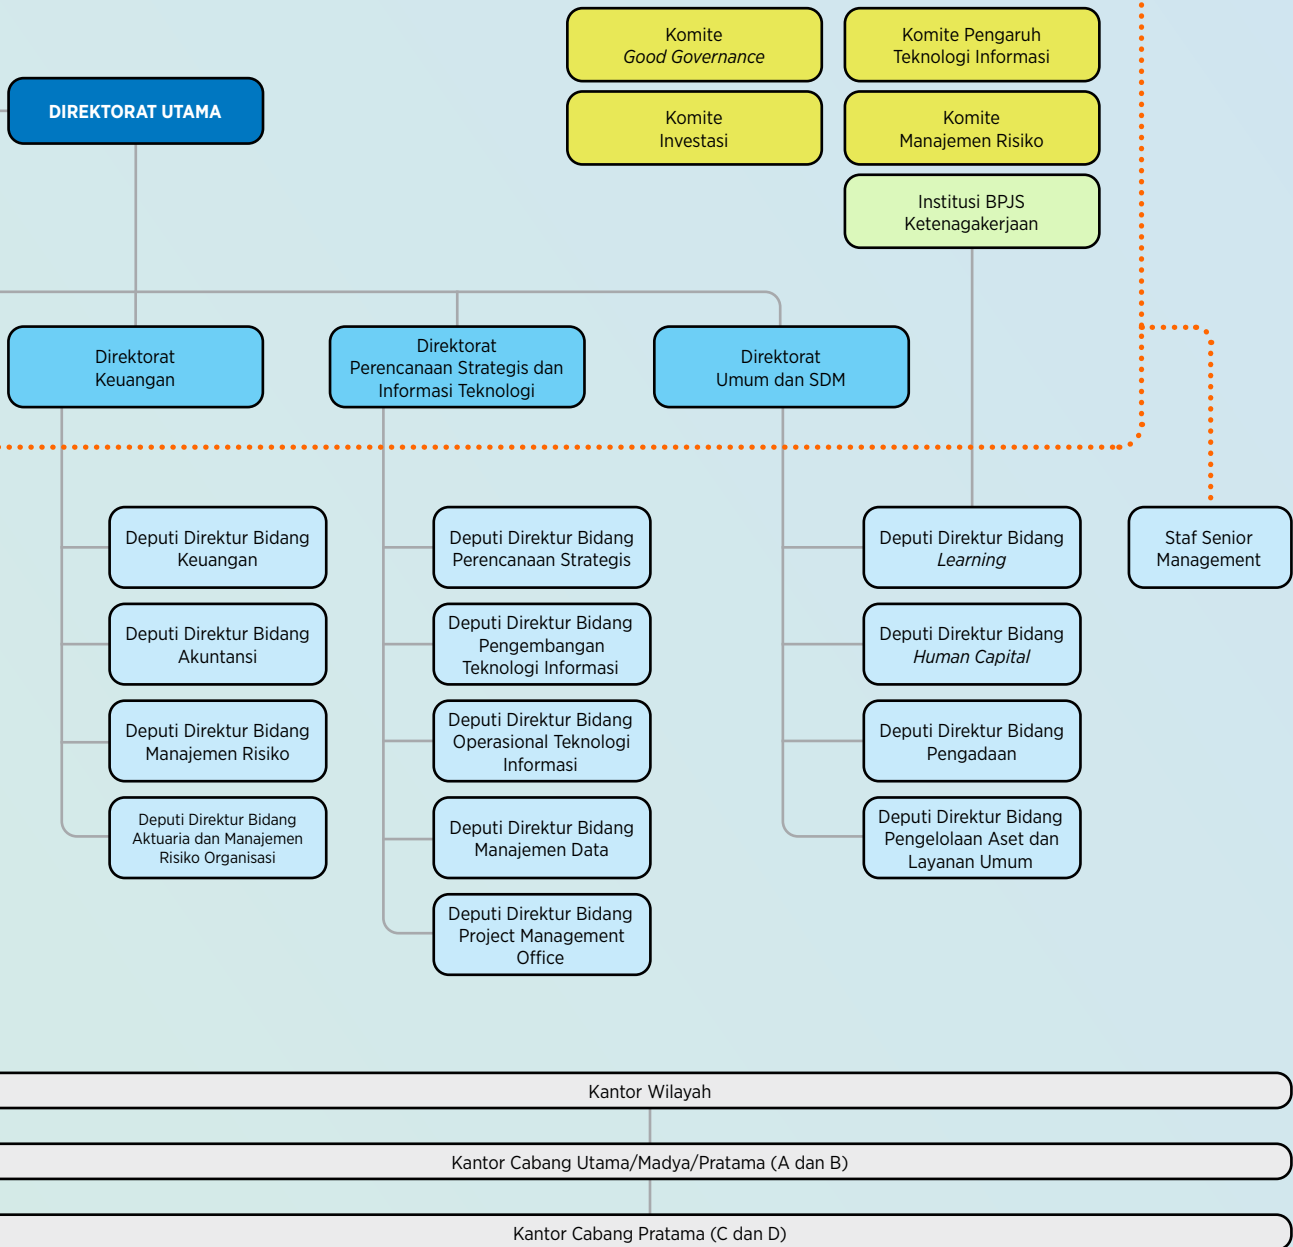 Komite
Good Governance
Komite Pengaruh
Teknologi Informasi
DIREKTORAT UTAMA
Komite
Investasi
Komite
Manajemen Risiko
Institusi BPJS
Ketenagakerjaan
Direktorat
Keuangan
Direktorat
Perencanaan Strategis dan
Informasi Teknologi
Direktorat
Umum dan SDM
Deputi Direktur Bidang
Keuangan
Deputi Direktur Bidang
Akuntansi
Deputi Direktur Bidang
Manajemen Risiko
Deputi Direktur Bidang
Aktuaria dan Manajemen
Risiko Organisasi
Deputi Direktur Bidang
Perencanaan Strategis
Deputi Direktur Bidang
Pengembangan
Teknologi Informasi
Deputi Direktur Bidang
Operasional Teknologi
Informasi
Deputi Direktur Bidang
Manajemen Data
Deputi Direktur Bidang
Project Management
Office
Deputi Direktur Bidang
Learning
Deputi Direktur Bidang
Human Capital
Deputi Direktur Bidang
Pengadaan
Deputi Direktur Bidang
Pengelolaan Aset dan
Layanan Umum
Staf Senior
Management
Kantor Wilayah
Kantor Cabang Utama/Madya/Pratama (A dan B)
Kantor Cabang Pratama (C dan D)